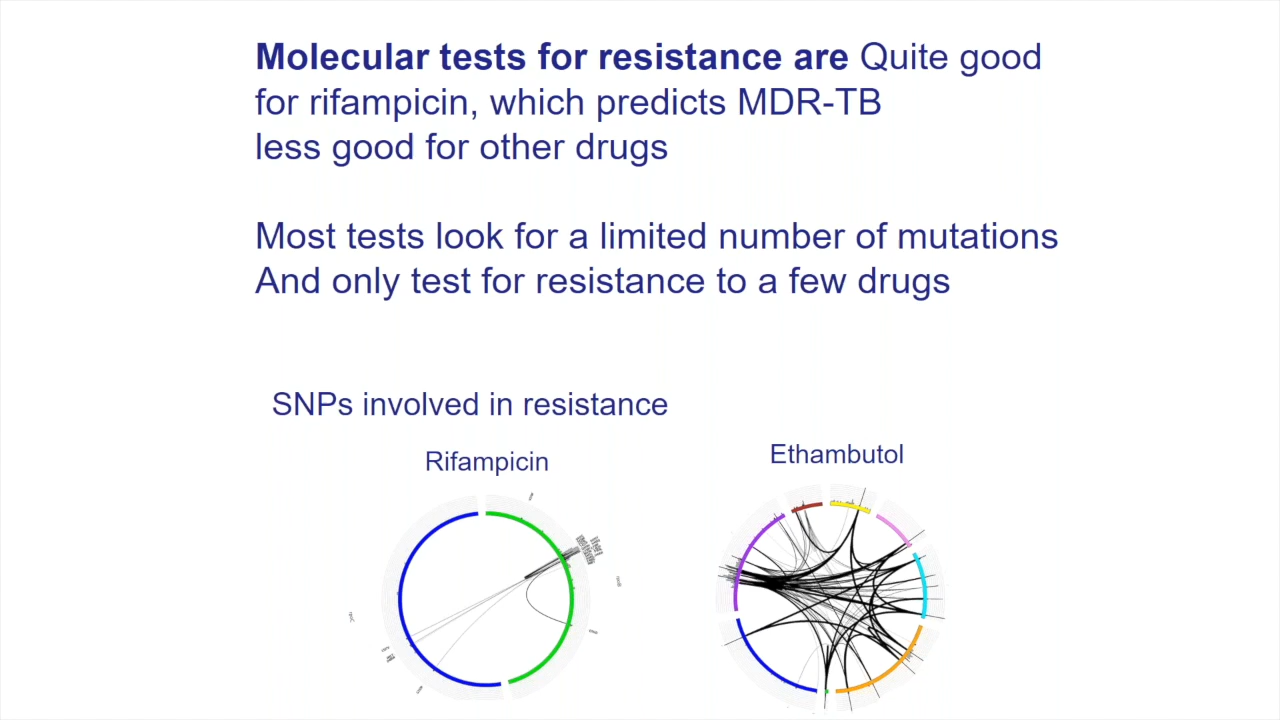 Molecular tests for resistance are Quite good
for rifampicin, which predicts MDR-TB
less good for other drugs
Most tests look for a limited number of mutations
And only test for resistance to a few drugs
SNPs involved in resistance
Rifampicin
Ethambutol